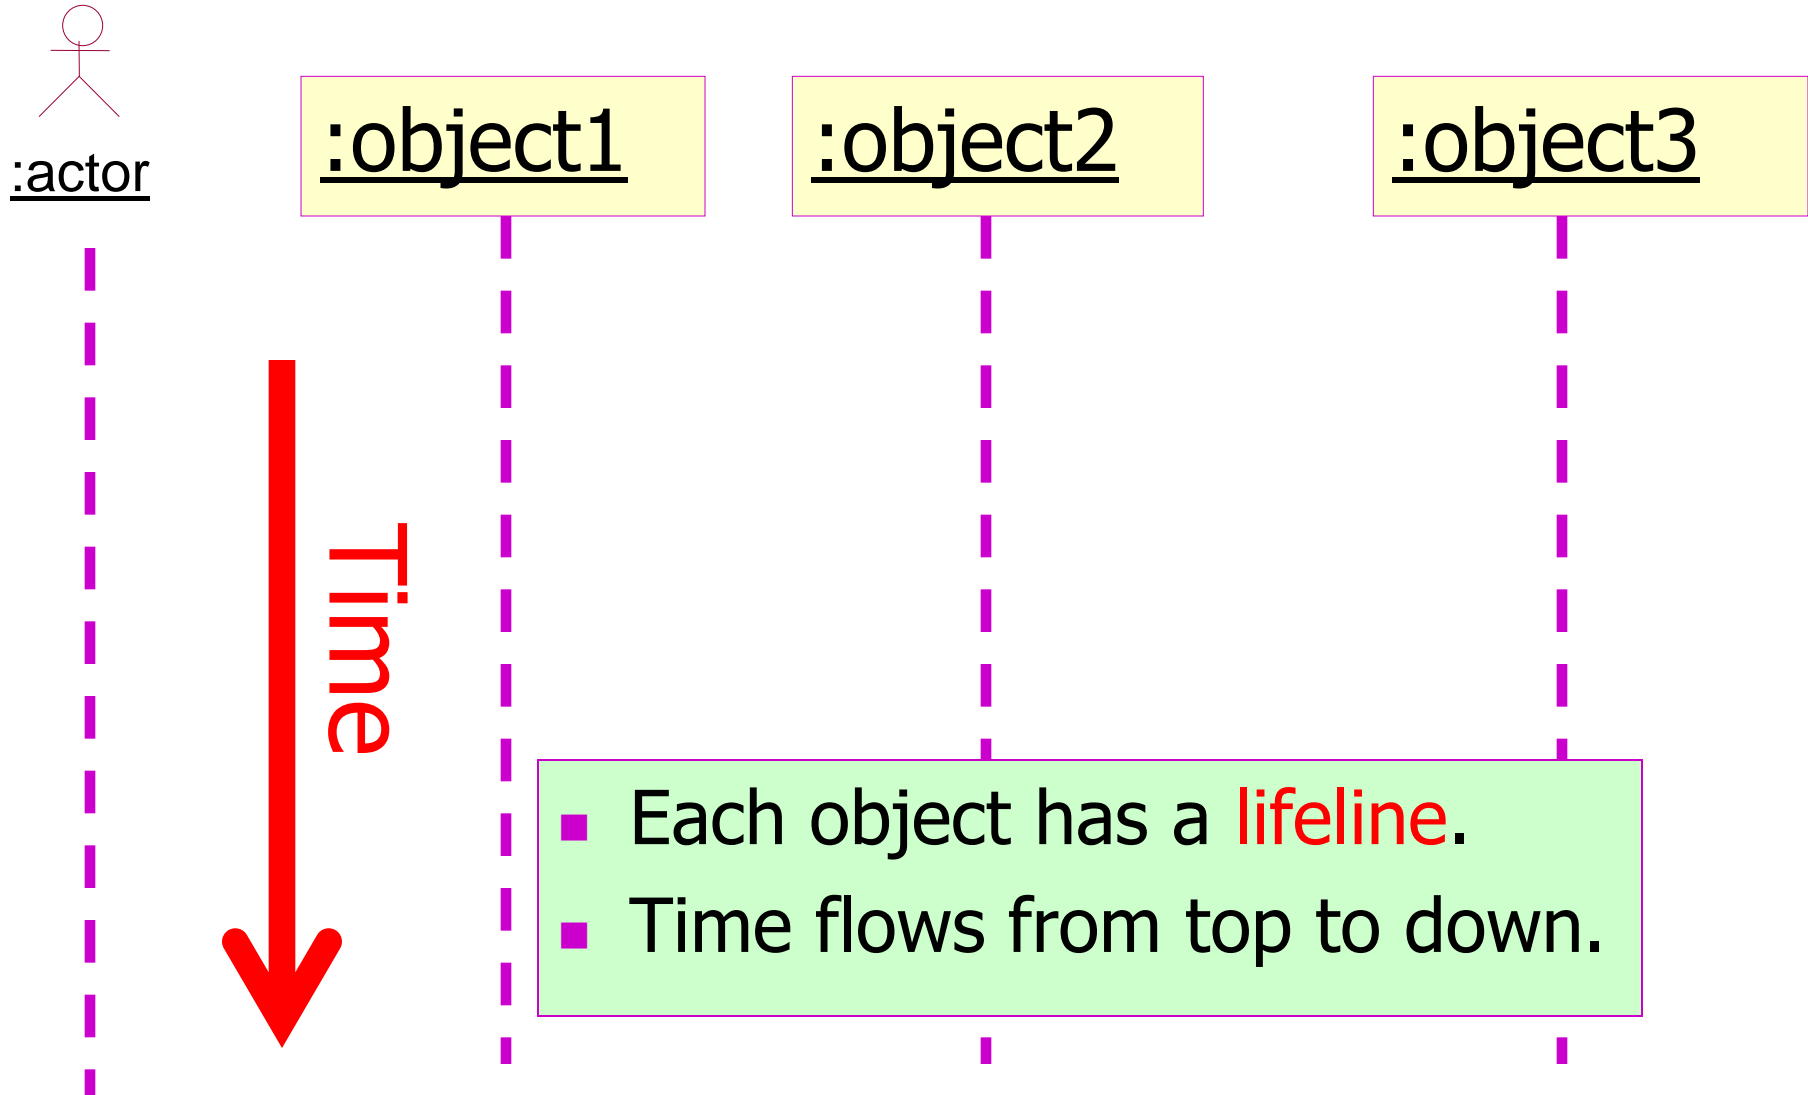 :actor
:object1
:object2
:object3
Time
Each object has a lifeline.
Time flows from top to down.